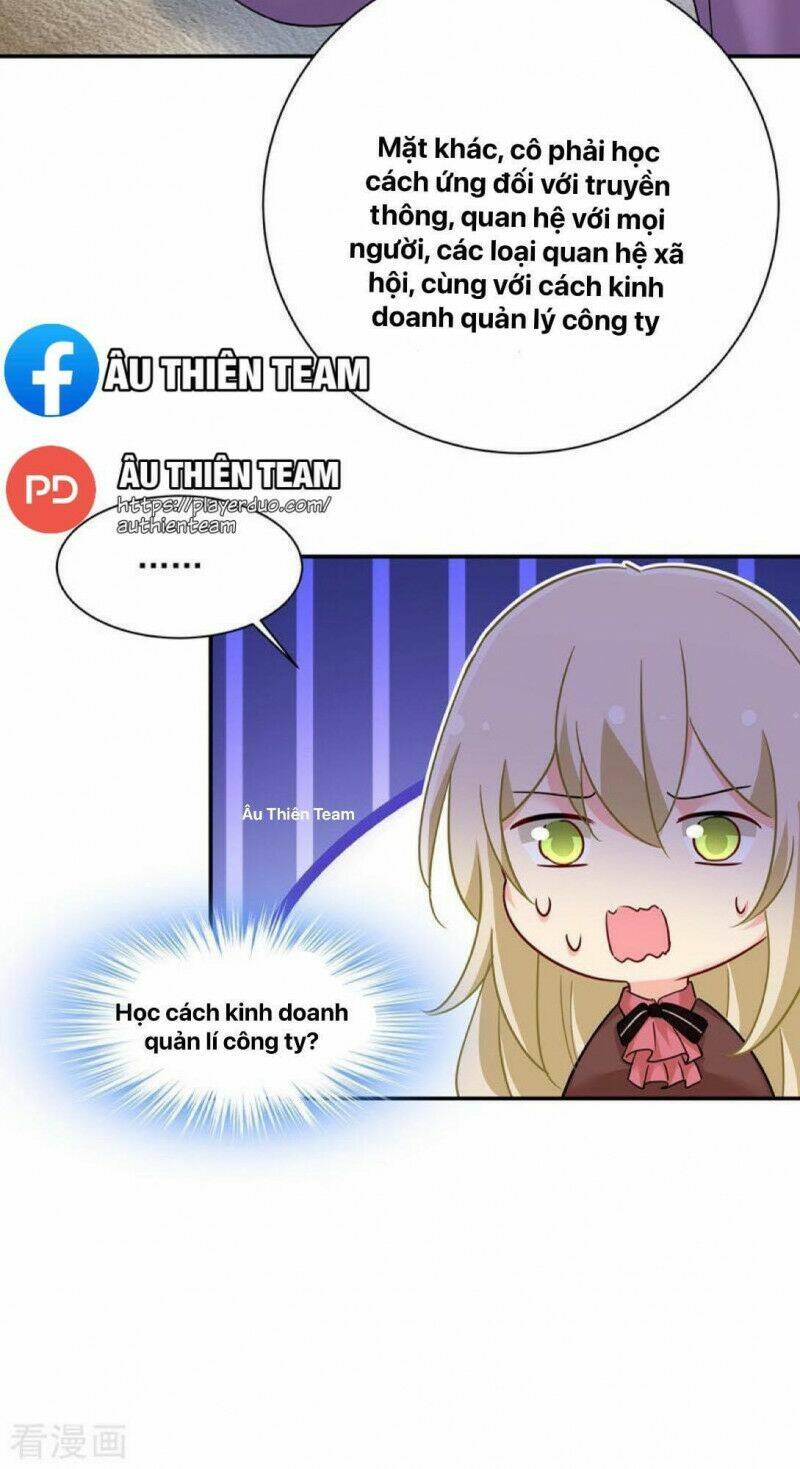 Mặt khác, cô phải học
cách ứng đối với truyền
thông, quan hệ với mọi
người, các loại quan hệ xã
hội, cùng với cách kinh
doanh quản lý công ty
f
ÂU THIÊN TEAM
PD
ÂU THIÊN TEAM
https://playerduo.com/
authienteam
......
Âu Thiên Team
Học cách kinh doanh
quản lí công ty?
看漫画